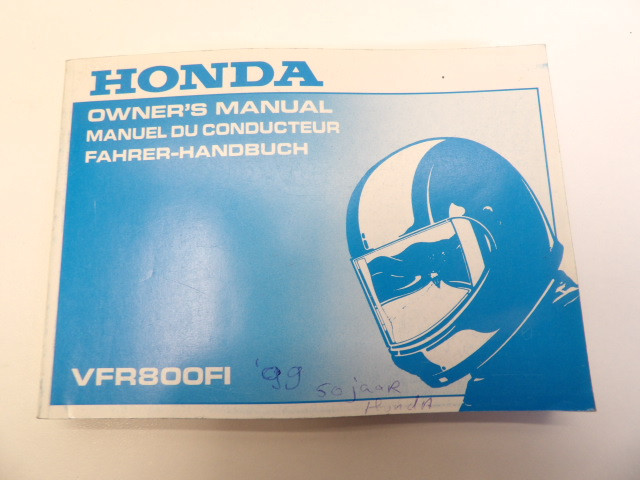 HONDA
OWNER'S MANUAL
MANUEL DU CONDUCTEUR
FAHRER-HANDBUCH
VFR800FI '99 50 jaar
HondA